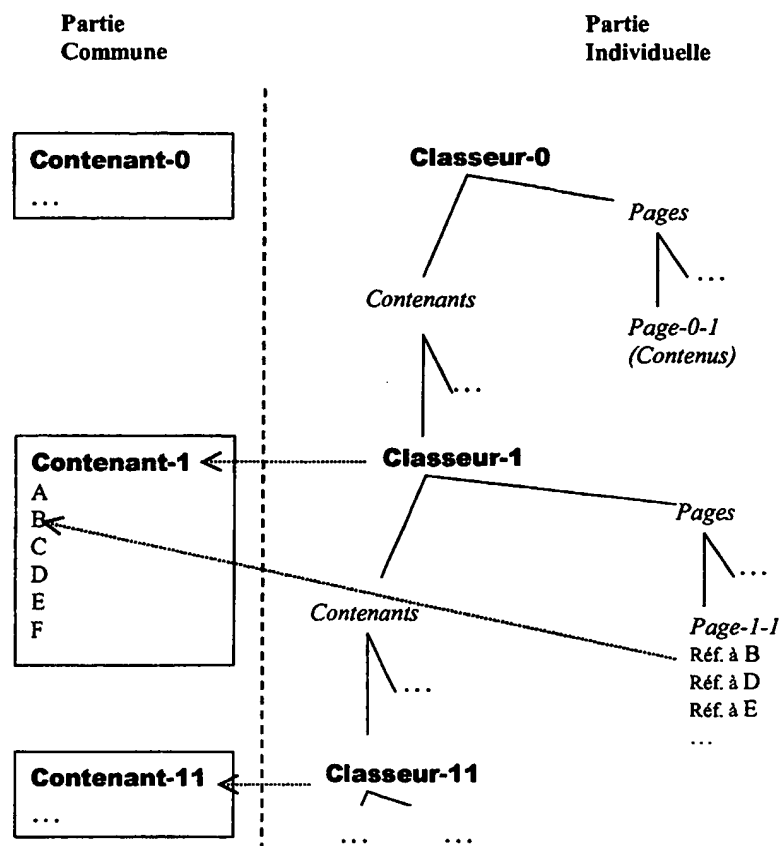 Partie
Commune
Partie
Individuelle
Contenant-0
...
Classeur-0
Pages
...
Contenants
Page-0-1
(Contenus)
...
Contenant-1
A
B
C
D
E
F
Classeur-1
Pages
...
Contenants
Page-1-1
Réf. à B
Réf. à D
Réf. à E
...
...
Contenant-11
...
Classeur-11
... ...